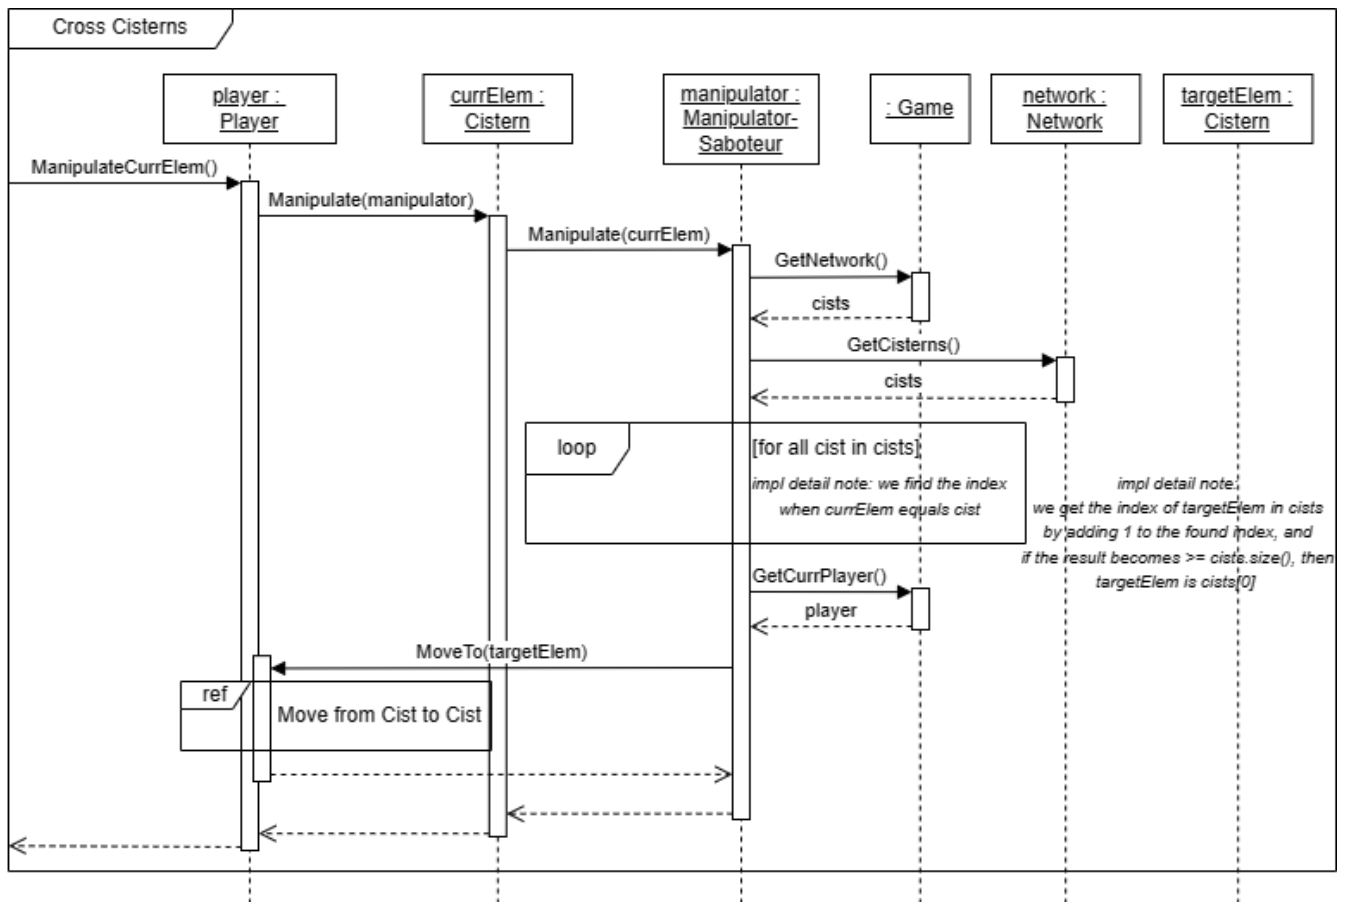 Cross Cisterns
player :
Player
currElem :
Cistern
manipulator :
Manipulator-
Saboteur
: Game
network :
Network
targetElem :
Cistern
ManipulateCurrElem()
Manipulate(manipulator)
Manipulate(currElem)
GetNetwork()
cists
GetCisterns()
cists
loop
[for all cist in cists]
impl detail note: we find the index
when currElem equals cist
impl detail note:
we get the index of targetElem in cists
by adding 1 to the found index, and
if the result becomes >= cists.size(), then
targetElem is cists[0]
GetCurrPlayer()
player
MoveTo(targetElem)
ref
Move from Cist to Cist